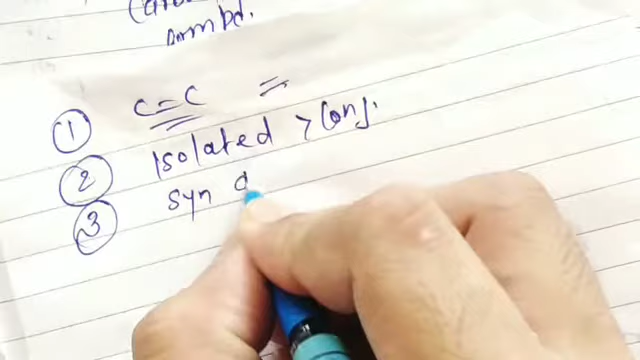 ① C=C =
② Isolated > Conj.
③ syn a